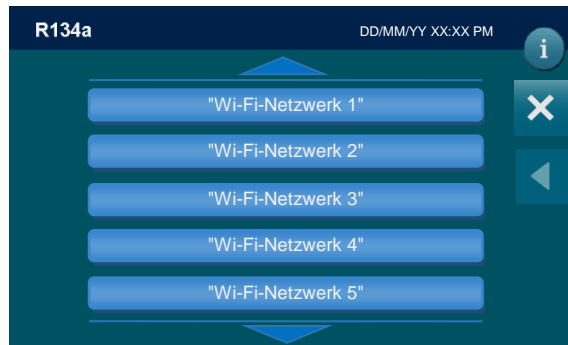 R134a DD/MM/YY XX:XX PM
i
"Wi-Fi-Netzwerk 1"
"Wi-Fi-Netzwerk 2"
"Wi-Fi-Netzwerk 3"
"Wi-Fi-Netzwerk 4"
"Wi-Fi-Netzwerk 5"